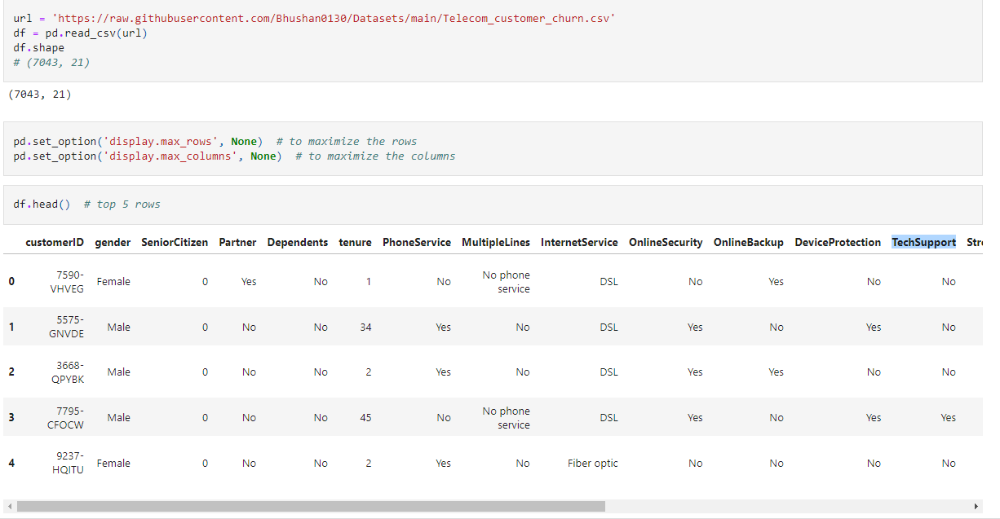 url = 'https://raw.githubusercontent.com/Bhushan0130/Datasets/main/Telecom_customer_churn.csv'
df = pd.read_csv(url)
df.shape
# (7043, 21)
(7043, 21)
pd.set_option('display.max_rows', None)  # to maximize the rows
pd.set_option('display.max_columns', None)  # to maximize the columns
df.head()  # top 5 rows
customerID gender SeniorCitizen Partner Dependents tenure PhoneService MultipleLines InternetService OnlineSecurity OnlineBackup DeviceProtection TechSupport Stre
0 7590-VHVEG Female 0 Yes No 1 No No phone service DSL No Yes No No
1 5575-GNVDE Male 0 No No 34 Yes No DSL Yes No Yes No
2 3668-QPYBK Male 0 No No 2 Yes No DSL Yes Yes No No
3 7795-CFOCW Male 0 No No 45 No No phone service DSL Yes No Yes Yes
4 9237-HQITU Female 0 No No 2 Yes No Fiber optic No No No No